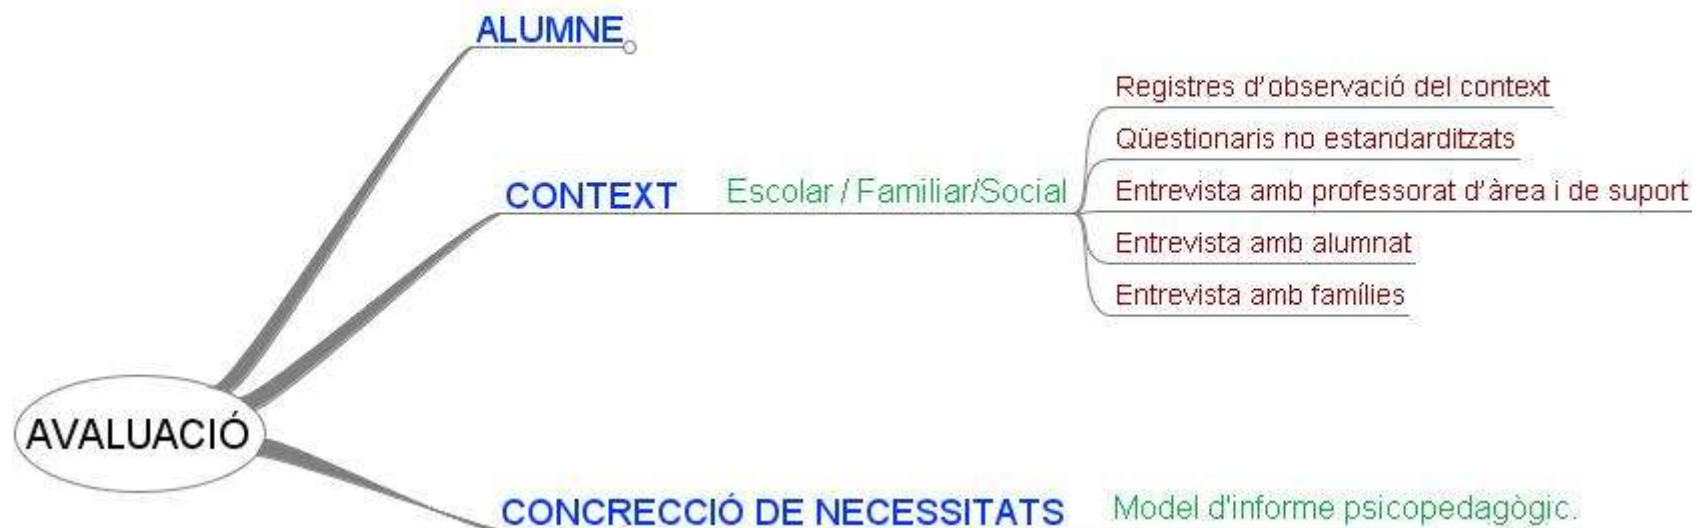 ALUMNE
Registres d'observació del context
Qüestionaris no estandarditzats
CONTEXT Escolar / Familiar/Social
Entrevista amb professorat d'àrea i de suport
Entrevista amb alumnat
Entrevista amb famílies
AVALUACIÓ
CONCRECCIÓ DE NECESSITATS Model d'informe psicopedagògic.